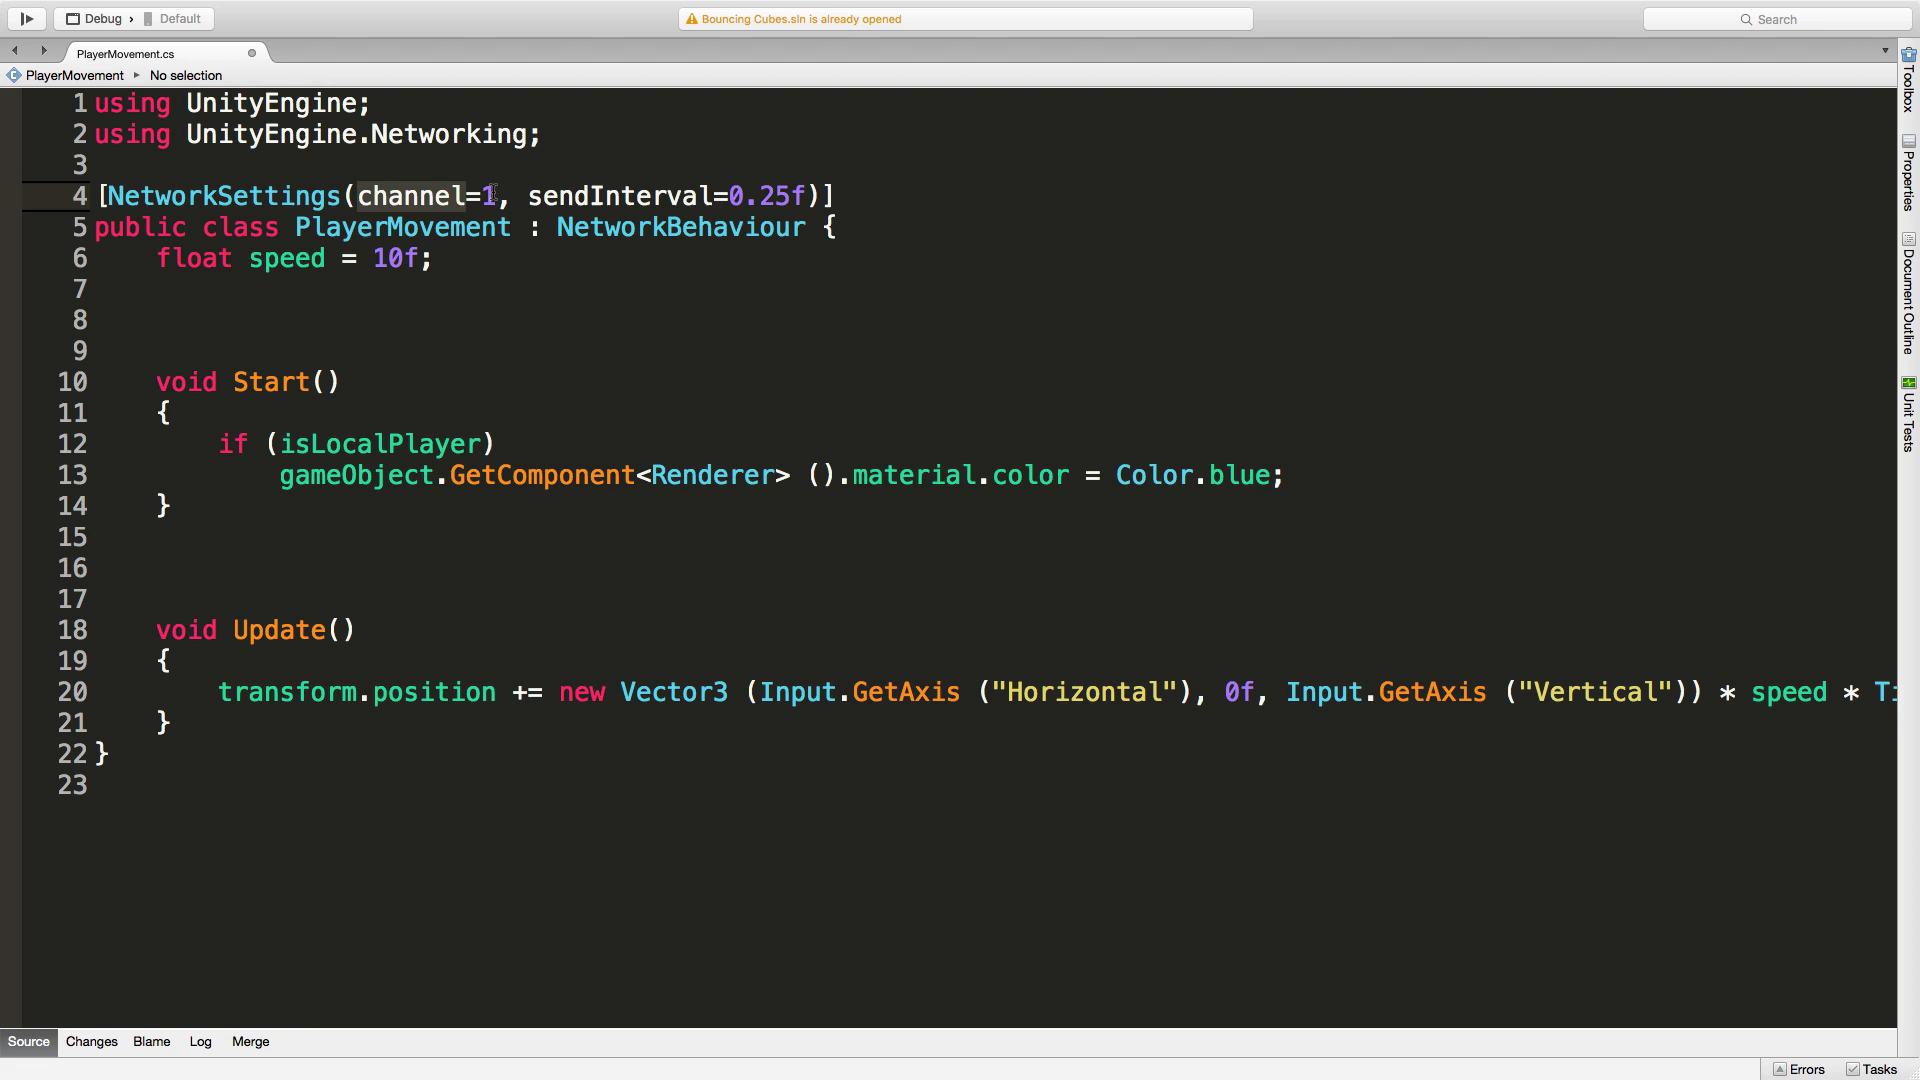 Debug › Default
Bouncing Cubes.sln is already opened
Search
PlayerMovement.cs
PlayerMovement ▸ No selection
1 using UnityEngine;
2 using UnityEngine.Networking;
3
4 [NetworkSettings(channel=1, sendInterval=0.25f)]
5 public class PlayerMovement : NetworkBehaviour {
6     float speed = 10f;
7
8
9
10     void Start()
11     {
12         if (isLocalPlayer)
13             gameObject.GetComponent<Renderer> ().material.color = Color.blue;
14     }
15
16
17
18     void Update()
19     {
20         transform.position += new Vector3 (Input.GetAxis ("Horizontal"), 0f, Input.GetAxis ("Vertical")) * speed * Ti
21     }
22 }
23
Toolbox
Properties
Document Outline
Unit Tests
Source Changes Blame Log Merge
Errors Tasks